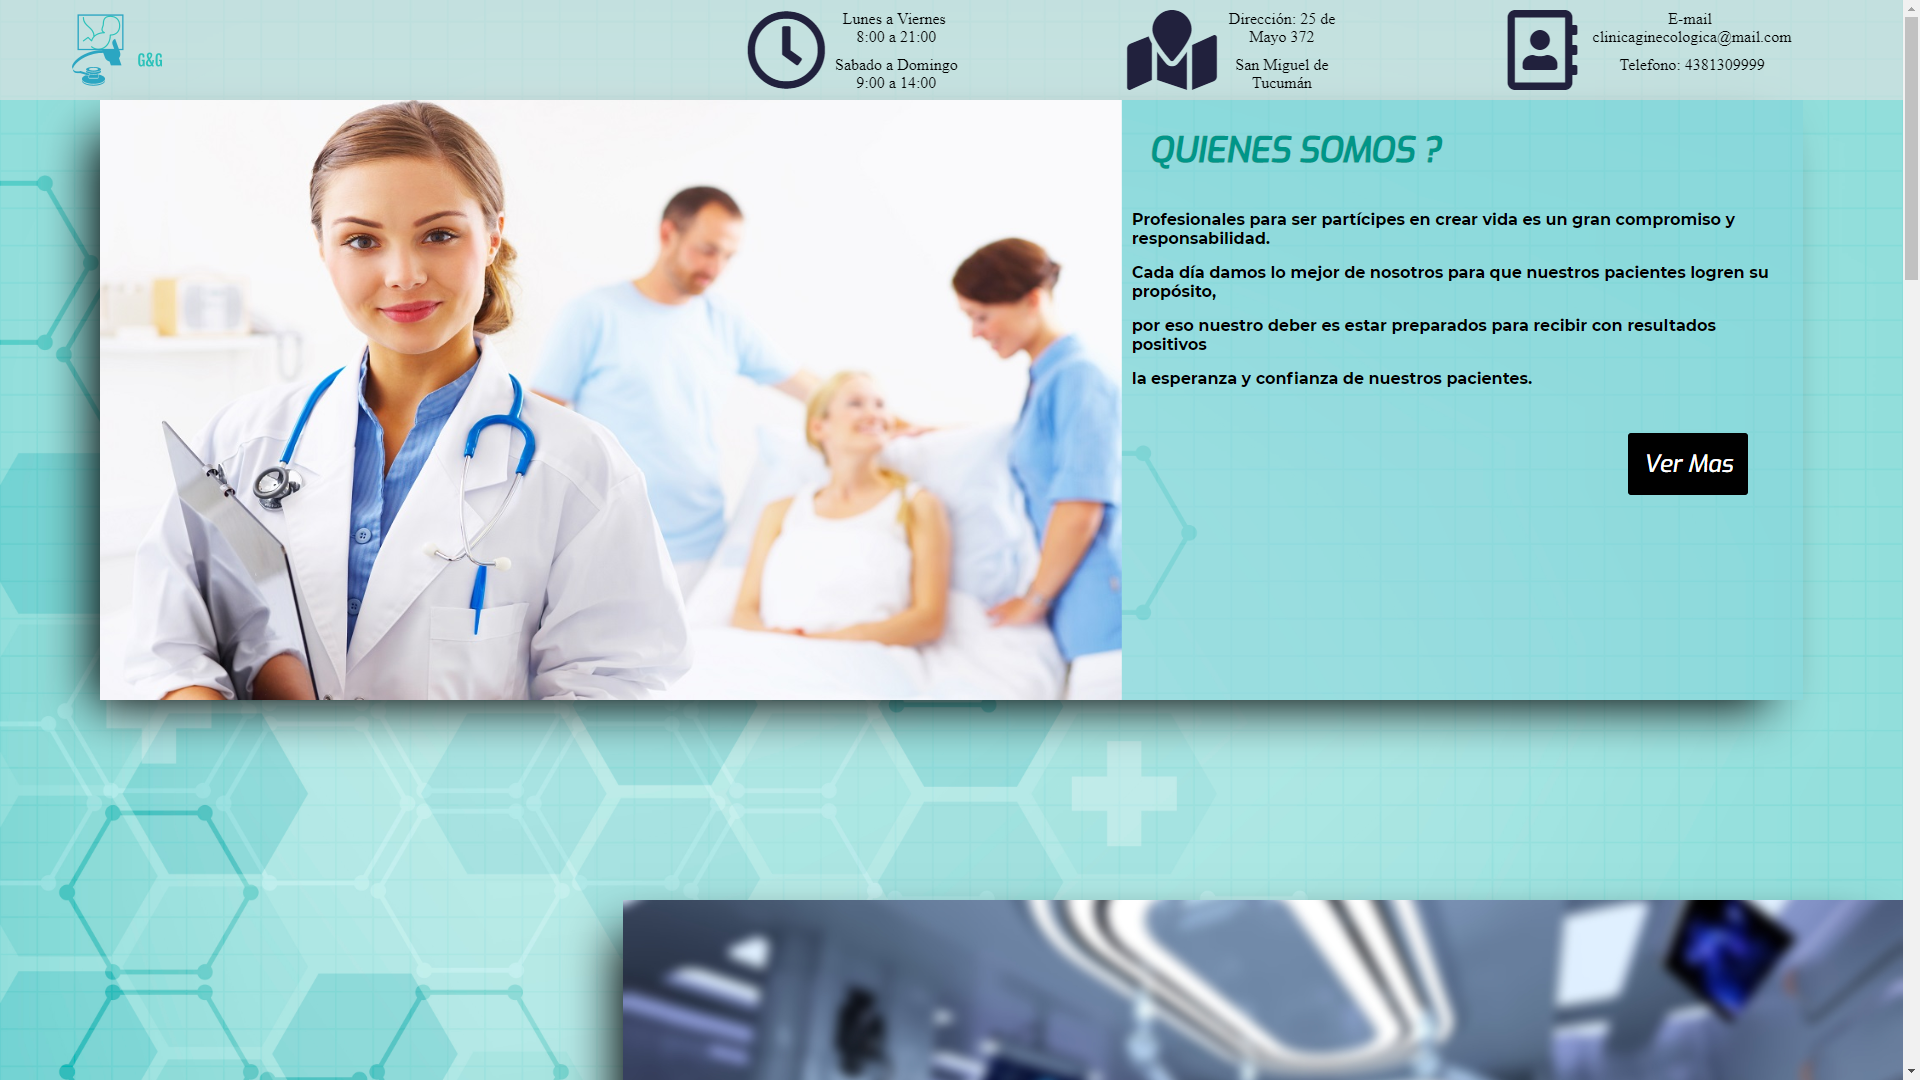 G&G
Lunes a Viernes
8:00 a 21:00
Sabado a Domingo
9:00 a 14:00
Dirección: 25 de
Mayo 372
San Miguel de
Tucumán
E-mail
clinicaginecologica@mail.com
Telefono: 4381309999
QUIENES SOMOS ?
Profesionales para ser partícipes en crear vida es un gran compromiso y
responsabilidad.
Cada día damos lo mejor de nosotros para que nuestros pacientes logren su
propósito,
por eso nuestro deber es estar preparados para recibir con resultados
positivos
la esperanza y confianza de nuestros pacientes.
Ver Mas